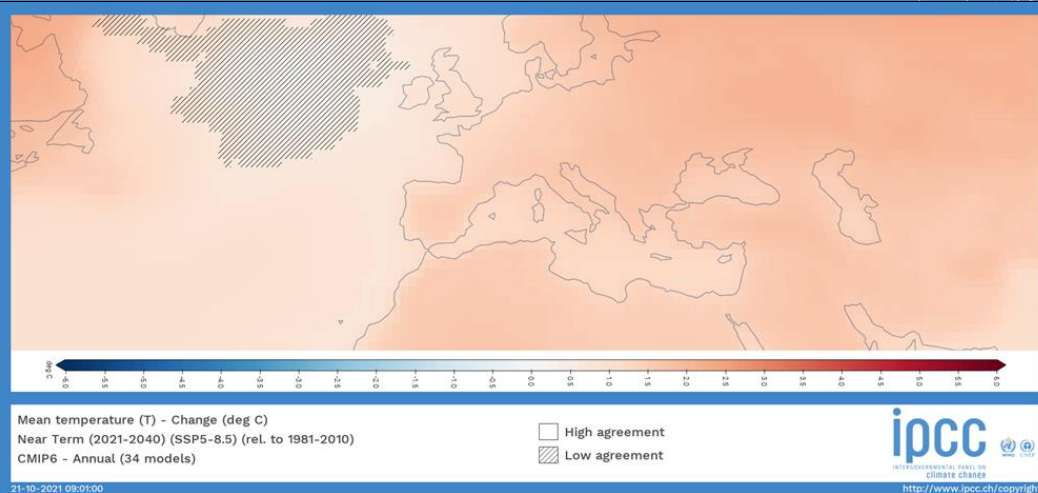 deg C
-6.0 -5.5 -5.0 -4.5 -4.0 -3.5 -3.0 -2.5 -2.0 -1.5 -1.0 -0.5 0.0 0.5 1.0 1.5 2.0 2.5 3.0 3.5 4.0 4.5 5.0 5.5 6.0
Mean temperature (T) - Change (deg C)
Near Term (2021-2040) (SSP5-8.5) (rel. to 1981-2010)
CMIP6 - Annual (34 models)
High agreement
Low agreement
ipcc
INTERGOVERNMENTAL PANEL ON
climate change
WMO UNEP
21-10-2021 09:01:00
http://www.ipcc.ch/copyright